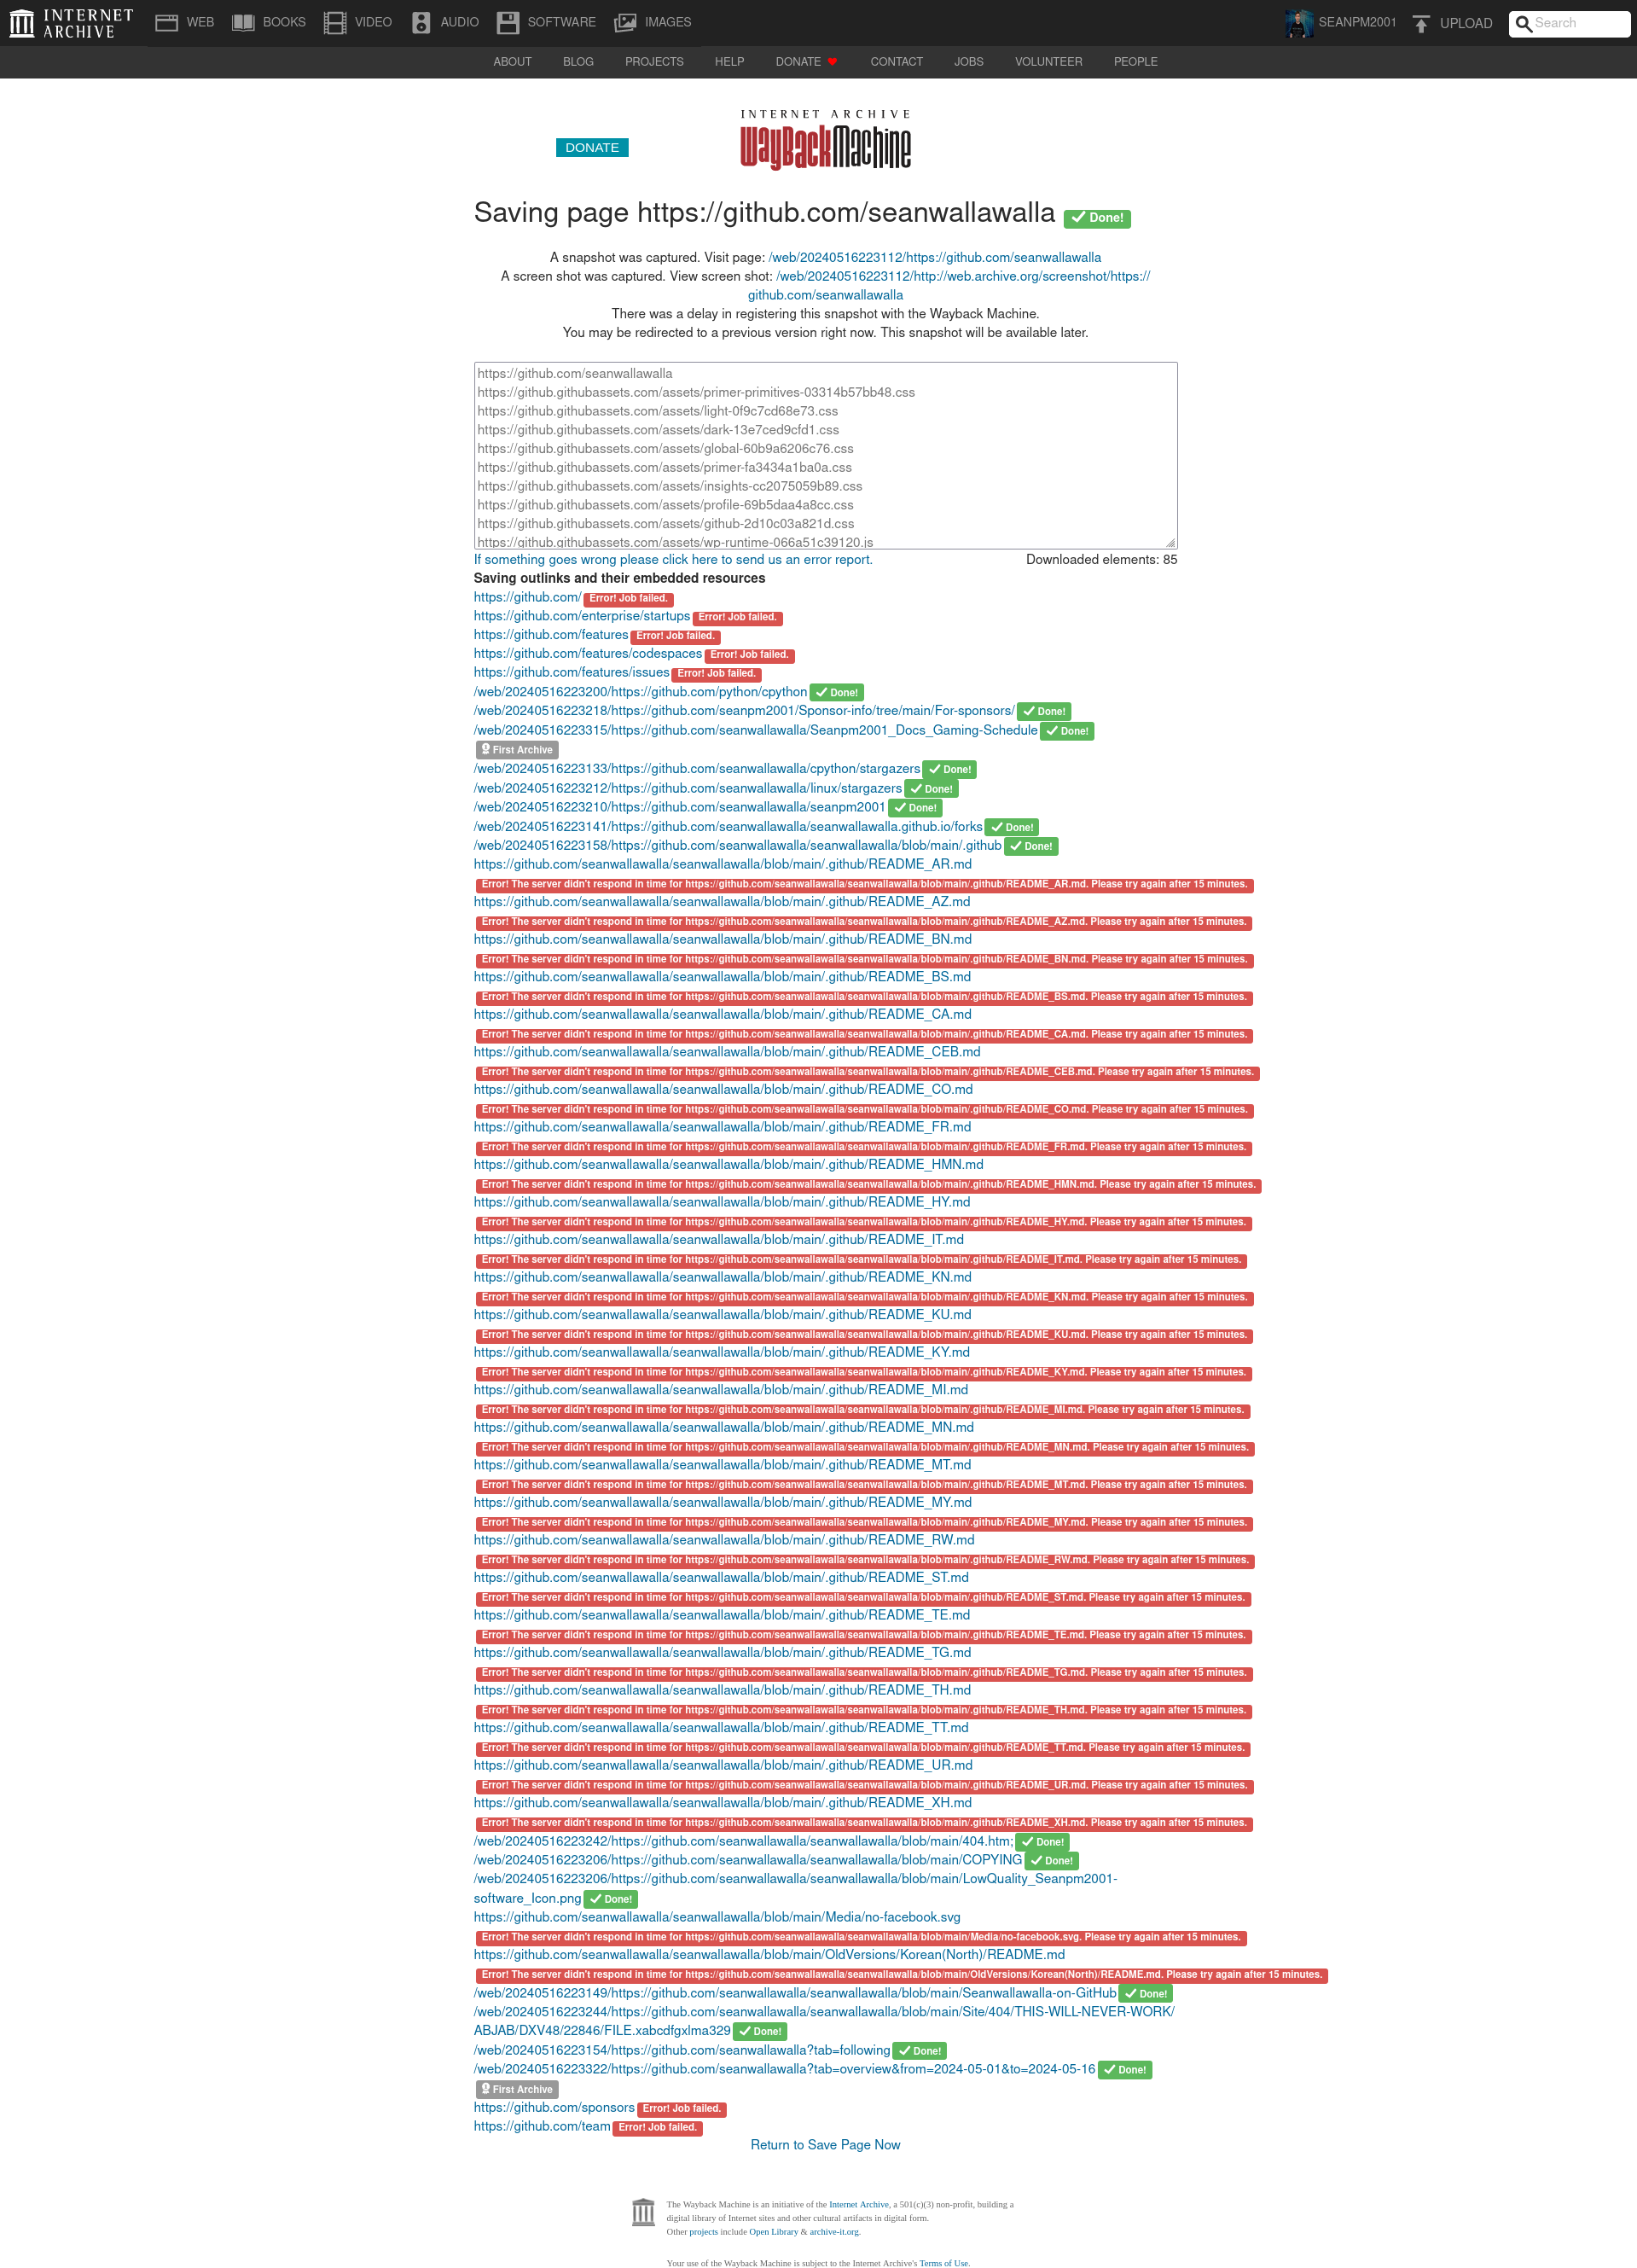 INTERNET
ARCHIVE
WEB BOOKS VIDEO AUDIO SOFTWARE IMAGES SEANPM2001 UPLOAD Search
ABOUT BLOG PROJECTS HELP DONATE CONTACT JOBS VOLUNTEER PEOPLE
INTERNET ARCHIVE
WayBackMachine
DONATE
Saving page https://github.com/seanwallawalla Done!
A snapshot was captured. Visit page: /web/20240516223112/https://github.com/seanwallawalla
A screen shot was captured. View screen shot: /web/20240516223112/http://web.archive.org/screenshot/https://
github.com/seanwallawalla
There was a delay in registering this snapshot with the Wayback Machine.
You may be redirected to a previous version right now. This snapshot will be available later.
https://github.com/seanwallawalla
https://github.githubassets.com/assets/primer-primitives-03314b57bb48.css
https://github.githubassets.com/assets/light-0f9c7cd68e73.css
https://github.githubassets.com/assets/dark-13e7ced9cfd1.css
https://github.githubassets.com/assets/global-60b9a6206c76.css
https://github.githubassets.com/assets/primer-fa3434a1ba0a.css
https://github.githubassets.com/assets/insights-cc2075059b89.css
https://github.githubassets.com/assets/profile-69b5daa4a8cc.css
https://github.githubassets.com/assets/github-2d10c03a821d.css
https://github.githubassets.com/assets/wp-runtime-066a51c39120.js
If something goes wrong please click here to send us an error report. Downloaded elements: 85
Saving outlinks and their embedded resources
https://github.com/ Error! Job failed.
https://github.com/enterprise/startups Error! Job failed.
https://github.com/features Error! Job failed.
https://github.com/features/codespaces Error! Job failed.
https://github.com/features/issues Error! Job failed.
/web/20240516223200/https://github.com/python/cpython Done!
/web/20240516223218/https://github.com/seanpm2001/Sponsor-info/tree/main/For-sponsors/ Done!
/web/20240516223315/https://github.com/seanwallawalla/Seanpm2001_Docs_Gaming-Schedule Done!
First Archive
/web/20240516223133/https://github.com/seanwallawalla/cpython/stargazers Done!
/web/20240516223212/https://github.com/seanwallawalla/linux/stargazers Done!
/web/20240516223210/https://github.com/seanwallawalla/seanpm2001 Done!
/web/20240516223141/https://github.com/seanwallawalla/seanwallawalla.github.io/forks Done!
/web/20240516223158/https://github.com/seanwallawalla/seanwallawalla/blob/main/.github Done!
https://github.com/seanwallawalla/seanwallawalla/blob/main/.github/README_AR.md
Error! The server didn't respond in time for https://github.com/seanwallawalla/seanwallawalla/blob/main/.github/README_AR.md. Please try again after 15 minutes.
https://github.com/seanwallawalla/seanwallawalla/blob/main/.github/README_AZ.md
Error! The server didn't respond in time for https://github.com/seanwallawalla/seanwallawalla/blob/main/.github/README_AZ.md. Please try again after 15 minutes.
https://github.com/seanwallawalla/seanwallawalla/blob/main/.github/README_BN.md
Error! The server didn't respond in time for https://github.com/seanwallawalla/seanwallawalla/blob/main/.github/README_BN.md. Please try again after 15 minutes.
https://github.com/seanwallawalla/seanwallawalla/blob/main/.github/README_BS.md
Error! The server didn't respond in time for https://github.com/seanwallawalla/seanwallawalla/blob/main/.github/README_BS.md. Please try again after 15 minutes.
https://github.com/seanwallawalla/seanwallawalla/blob/main/.github/README_CA.md
Error! The server didn't respond in time for https://github.com/seanwallawalla/seanwallawalla/blob/main/.github/README_CA.md. Please try again after 15 minutes.
https://github.com/seanwallawalla/seanwallawalla/blob/main/.github/README_CEB.md
Error! The server didn't respond in time for https://github.com/seanwallawalla/seanwallawalla/blob/main/.github/README_CEB.md. Please try again after 15 minutes.
https://github.com/seanwallawalla/seanwallawalla/blob/main/.github/README_CO.md
Error! The server didn't respond in time for https://github.com/seanwallawalla/seanwallawalla/blob/main/.github/README_CO.md. Please try again after 15 minutes.
https://github.com/seanwallawalla/seanwallawalla/blob/main/.github/README_FR.md
Error! The server didn't respond in time for https://github.com/seanwallawalla/seanwallawalla/blob/main/.github/README_FR.md. Please try again after 15 minutes.
https://github.com/seanwallawalla/seanwallawalla/blob/main/.github/README_HMN.md
Error! The server didn't respond in time for https://github.com/seanwallawalla/seanwallawalla/blob/main/.github/README_HMN.md. Please try again after 15 minutes.
https://github.com/seanwallawalla/seanwallawalla/blob/main/.github/README_HY.md
Error! The server didn't respond in time for https://github.com/seanwallawalla/seanwallawalla/blob/main/.github/README_HY.md. Please try again after 15 minutes.
https://github.com/seanwallawalla/seanwallawalla/blob/main/.github/README_IT.md
Error! The server didn't respond in time for https://github.com/seanwallawalla/seanwallawalla/blob/main/.github/README_IT.md. Please try again after 15 minutes.
https://github.com/seanwallawalla/seanwallawalla/blob/main/.github/README_KN.md
Error! The server didn't respond in time for https://github.com/seanwallawalla/seanwallawalla/blob/main/.github/README_KN.md. Please try again after 15 minutes.
https://github.com/seanwallawalla/seanwallawalla/blob/main/.github/README_KU.md
Error! The server didn't respond in time for https://github.com/seanwallawalla/seanwallawalla/blob/main/.github/README_KU.md. Please try again after 15 minutes.
https://github.com/seanwallawalla/seanwallawalla/blob/main/.github/README_KY.md
Error! The server didn't respond in time for https://github.com/seanwallawalla/seanwallawalla/blob/main/.github/README_KY.md. Please try again after 15 minutes.
https://github.com/seanwallawalla/seanwallawalla/blob/main/.github/README_MI.md
Error! The server didn't respond in time for https://github.com/seanwallawalla/seanwallawalla/blob/main/.github/README_MI.md. Please try again after 15 minutes.
https://github.com/seanwallawalla/seanwallawalla/blob/main/.github/README_MN.md
Error! The server didn't respond in time for https://github.com/seanwallawalla/seanwallawalla/blob/main/.github/README_MN.md. Please try again after 15 minutes.
https://github.com/seanwallawalla/seanwallawalla/blob/main/.github/README_MT.md
Error! The server didn't respond in time for https://github.com/seanwallawalla/seanwallawalla/blob/main/.github/README_MT.md. Please try again after 15 minutes.
https://github.com/seanwallawalla/seanwallawalla/blob/main/.github/README_MY.md
Error! The server didn't respond in time for https://github.com/seanwallawalla/seanwallawalla/blob/main/.github/README_MY.md. Please try again after 15 minutes.
https://github.com/seanwallawalla/seanwallawalla/blob/main/.github/README_RW.md
Error! The server didn't respond in time for https://github.com/seanwallawalla/seanwallawalla/blob/main/.github/README_RW.md. Please try again after 15 minutes.
https://github.com/seanwallawalla/seanwallawalla/blob/main/.github/README_ST.md
Error! The server didn't respond in time for https://github.com/seanwallawalla/seanwallawalla/blob/main/.github/README_ST.md. Please try again after 15 minutes.
https://github.com/seanwallawalla/seanwallawalla/blob/main/.github/README_TE.md
Error! The server didn't respond in time for https://github.com/seanwallawalla/seanwallawalla/blob/main/.github/README_TE.md. Please try again after 15 minutes.
https://github.com/seanwallawalla/seanwallawalla/blob/main/.github/README_TG.md
Error! The server didn't respond in time for https://github.com/seanwallawalla/seanwallawalla/blob/main/.github/README_TG.md. Please try again after 15 minutes.
https://github.com/seanwallawalla/seanwallawalla/blob/main/.github/README_TH.md
Error! The server didn't respond in time for https://github.com/seanwallawalla/seanwallawalla/blob/main/.github/README_TH.md. Please try again after 15 minutes.
https://github.com/seanwallawalla/seanwallawalla/blob/main/.github/README_TT.md
Error! The server didn't respond in time for https://github.com/seanwallawalla/seanwallawalla/blob/main/.github/README_TT.md. Please try again after 15 minutes.
https://github.com/seanwallawalla/seanwallawalla/blob/main/.github/README_UR.md
Error! The server didn't respond in time for https://github.com/seanwallawalla/seanwallawalla/blob/main/.github/README_UR.md. Please try again after 15 minutes.
https://github.com/seanwallawalla/seanwallawalla/blob/main/.github/README_XH.md
Error! The server didn't respond in time for https://github.com/seanwallawalla/seanwallawalla/blob/main/.github/README_XH.md. Please try again after 15 minutes.
/web/20240516223242/https://github.com/seanwallawalla/seanwallawalla/blob/main/404.htm; Done!
/web/20240516223206/https://github.com/seanwallawalla/seanwallawalla/blob/main/COPYING Done!
/web/20240516223206/https://github.com/seanwallawalla/seanwallawalla/blob/main/LowQuality_Seanpm2001-
software_Icon.png Done!
https://github.com/seanwallawalla/seanwallawalla/blob/main/Media/no-facebook.svg
Error! The server didn't respond in time for https://github.com/seanwallawalla/seanwallawalla/blob/main/Media/no-facebook.svg. Please try again after 15 minutes.
https://github.com/seanwallawalla/seanwallawalla/blob/main/OldVersions/Korean(North)/README.md
Error! The server didn't respond in time for https://github.com/seanwallawalla/seanwallawalla/blob/main/OldVersions/Korean(North)/README.md. Please try again after 15 minutes.
/web/20240516223149/https://github.com/seanwallawalla/seanwallawalla/blob/main/Seanwallawalla-on-GitHub Done!
/web/20240516223244/https://github.com/seanwallawalla/seanwallawalla/blob/main/Site/404/THIS-WILL-NEVER-WORK/
ABJAB/DXV48/22846/FILE.xabcdfgxlma329 Done!
/web/20240516223154/https://github.com/seanwallawalla?tab=following Done!
/web/20240516223322/https://github.com/seanwallawalla?tab=overview&from=2024-05-01&to=2024-05-16 Done!
First Archive
https://github.com/sponsors Error! Job failed.
https://github.com/team Error! Job failed.
Return to Save Page Now
The Wayback Machine is an initiative of the Internet Archive, a 501(c)(3) non-profit, building a
digital library of Internet sites and other cultural artifacts in digital form.
Other projects include Open Library & archive-it.org.
Your use of the Wayback Machine is subject to the Internet Archive's Terms of Use.